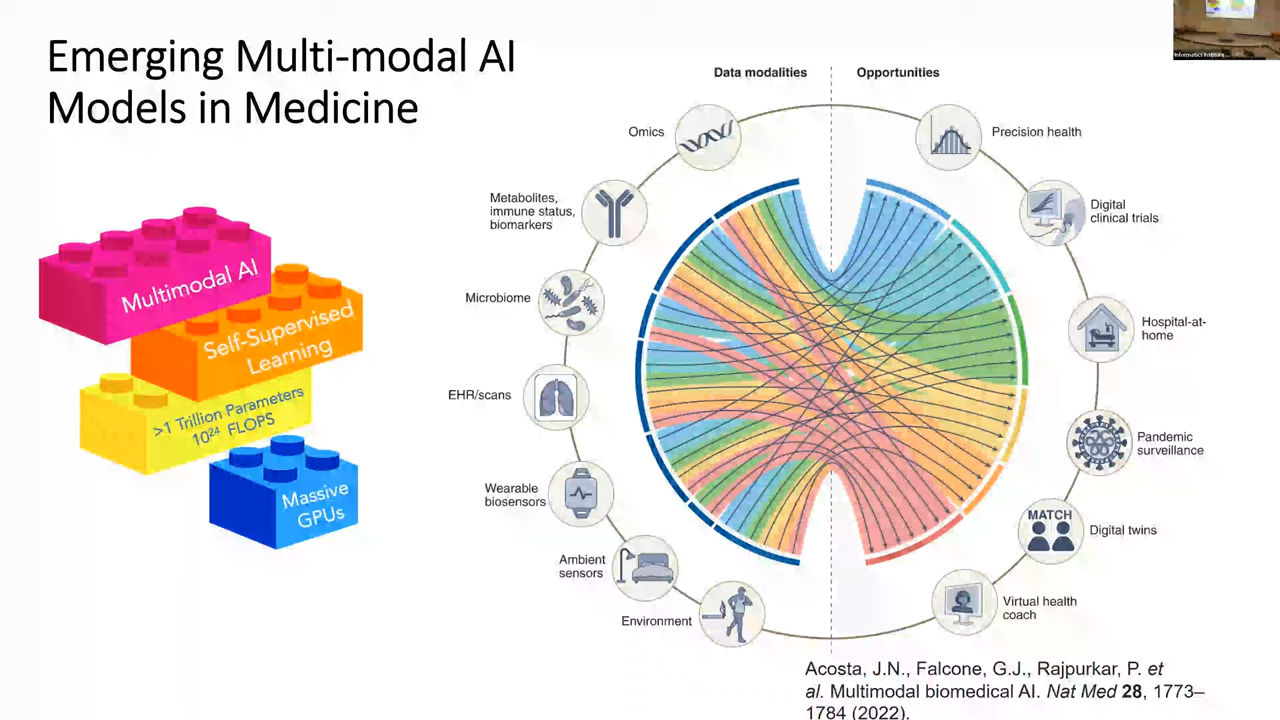 Emerging Multi-modal AI
Models in Medicine
Multimodal AI
Self-Supervised
Learning
>1 Trillion Parameters
10²⁴ FLOPS
Massive
GPUs
Data modalities
Opportunities
Omics
Metabolites,
immune status,
biomarkers
Microbiome
EHR/scans
Wearable
biosensors
Ambient
sensors
Environment
Precision health
Digital
clinical trials
Hospital-at-
home
Pandemic
surveillance
MATCH
Digital twins
Virtual health
coach
Acosta, J.N., Falcone, G.J., Rajpurkar, P. et
al. Multimodal biomedical AI. Nat Med 28, 1773–
1784 (2022).
Informatics Institute ...